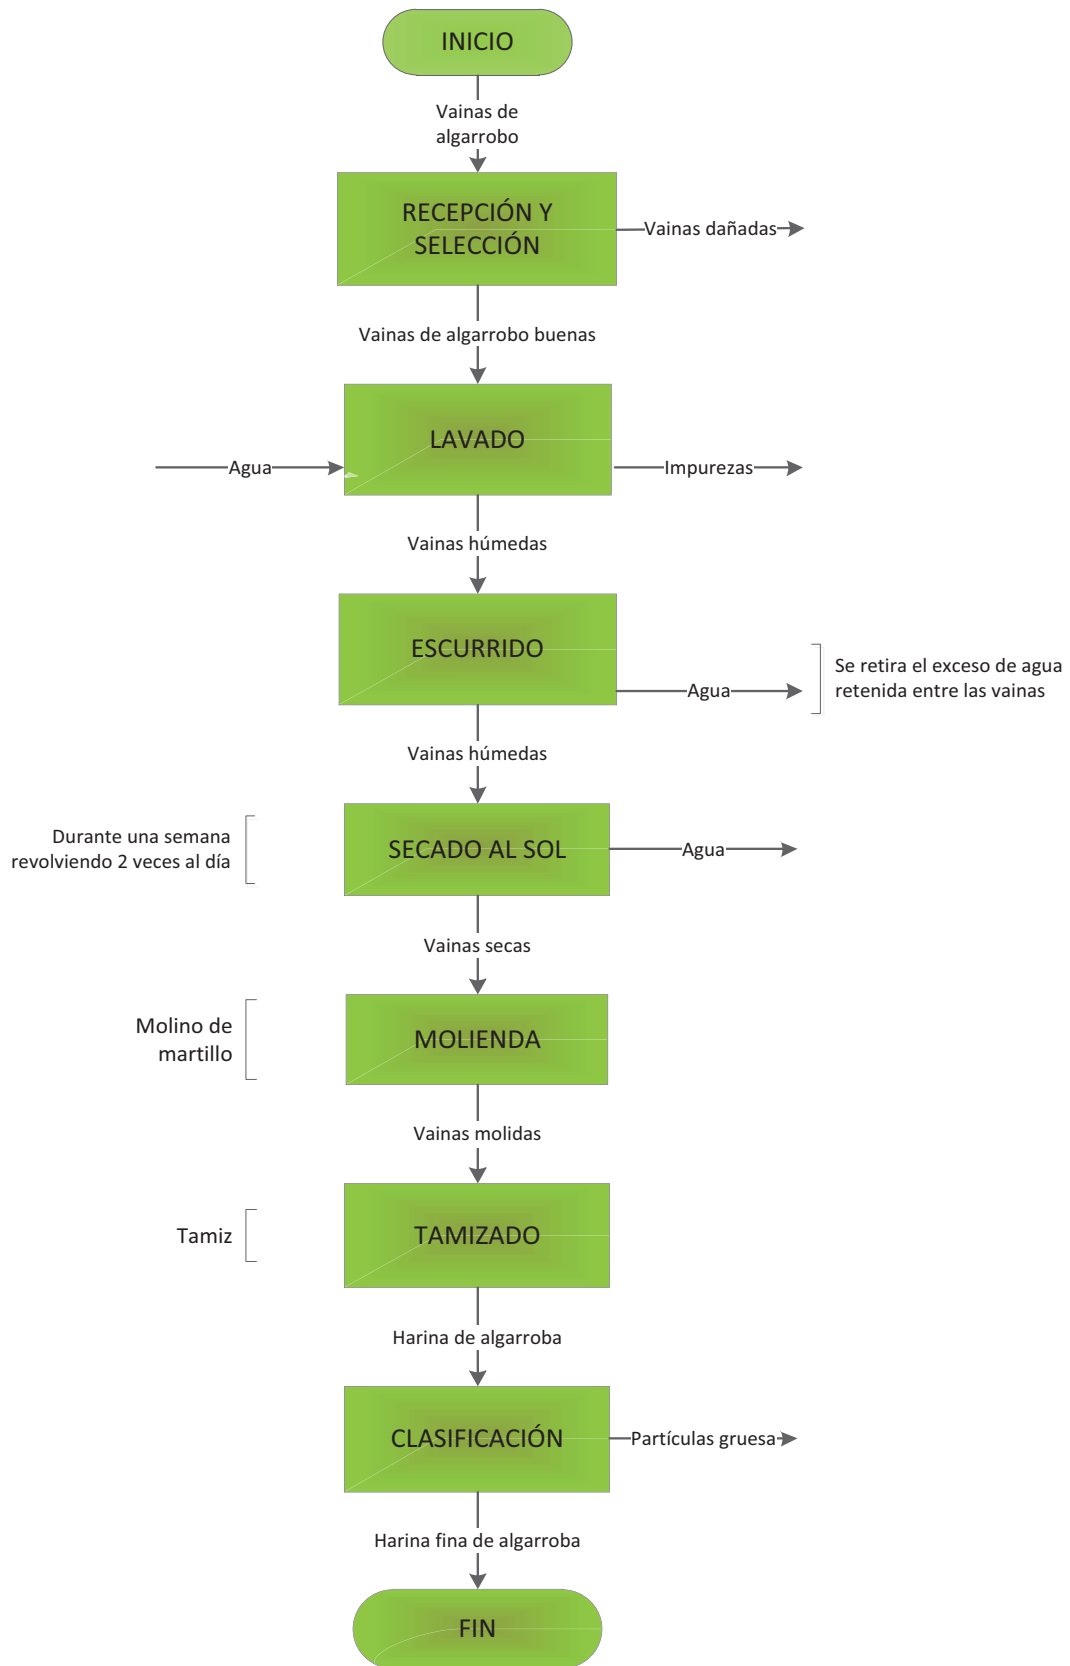 INICIO
Vainas de
algarrobo
RECEPCIÓN Y
SELECCIÓN
Vainas dañadas
Vainas de algarrobo buenas
LAVADO
Agua
Impurezas
Vainas húmedas
ESCURRIDO
Agua
Se retira el exceso de agua
retenida entre las vainas
Vainas húmedas
Durante una semana
revolviendo 2 veces al día
SECADO AL SOL
Agua
Vainas secas
Molino de
martillo
MOLIENDA
Vainas molidas
Tamiz
TAMIZADO
Harina de algarroba
CLASIFICACIÓN
Partículas gruesa
Harina fina de algarroba
FIN